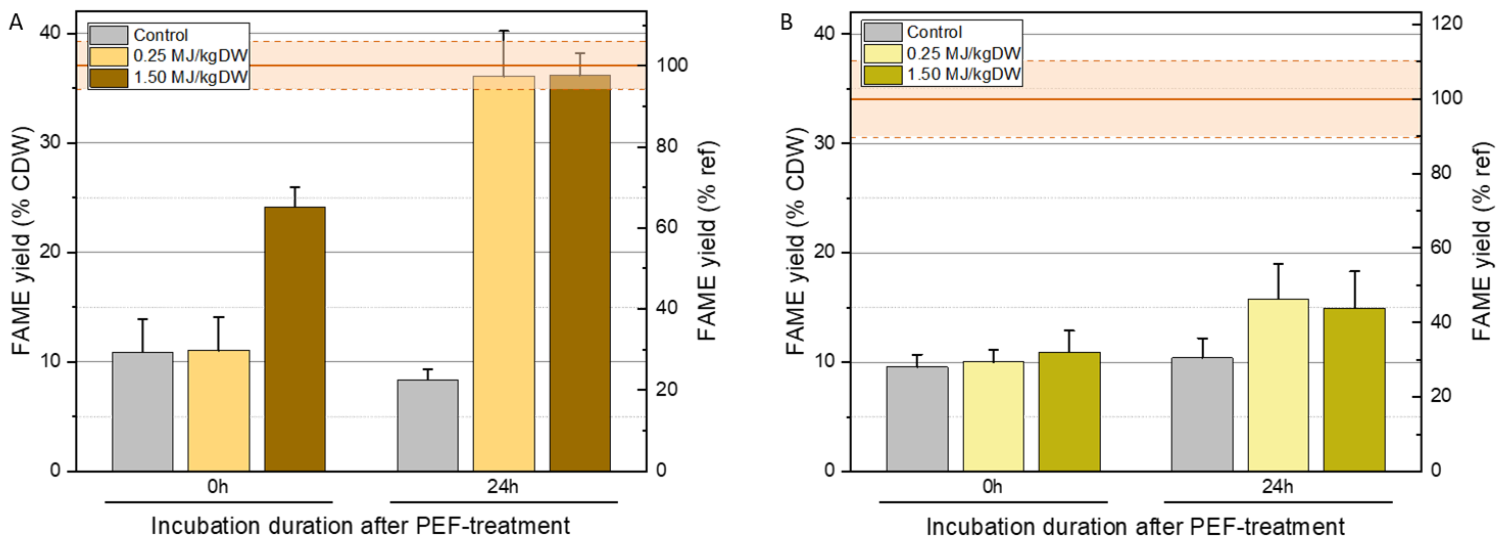 A
Control
0.25 MJ/kgDW
1.50 MJ/kgDW
FAME yield (% CDW)
40
30
20
10
0
100
80
60
40
20
0
FAME yield (% ref)
0h
24h
Incubation duration after PEF-treatment
B
Control
0.25 MJ/kgDW
1.50 MJ/kgDW
FAME yield (% CDW)
40
30
20
10
0
120
100
80
60
40
20
0
FAME yield (% ref)
0h
24h
Incubation duration after PEF-treatment